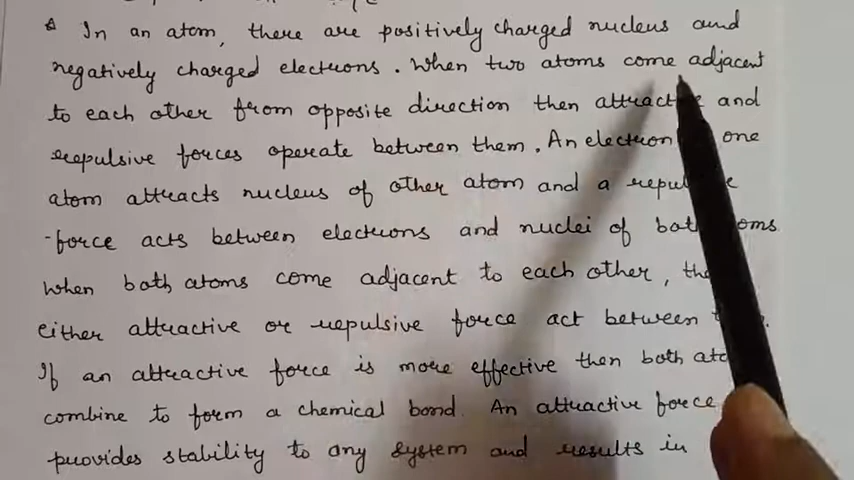 In an atom, there are positively charged nucleus and
negatively charged electrons. When two atoms come adjacent
to each other from opposite direction then attractive and
repulsive forces operate between them. An electron one
atom attracts nucleus of other atom and a repulsive
force acts between electrons and nuclei of both atoms
when both atoms come adjacent to each other,
either attractive or repulsive force act between
If an attractive force is more effective then both
combine to form a chemical bond. An attractive force
provides stability to any system and results in